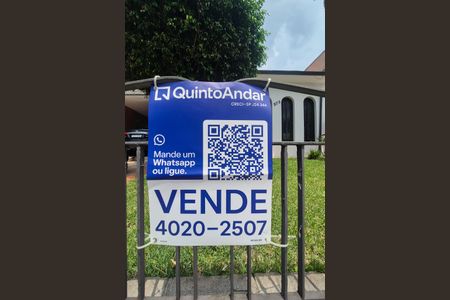 QuintoAndar
CRECI-SP J24.344
Mande um
Whatsapp
ou ligue.
VENDE
4020-2507